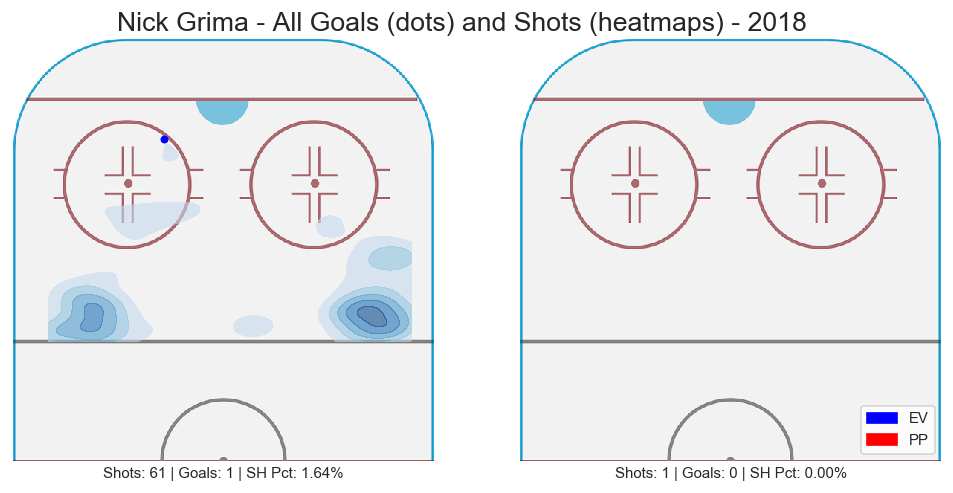 Nick Grima - All Goals (dots) and Shots (heatmaps) - 2018
EV
PP
Shots: 61 | Goals: 1 | SH Pct: 1.64%
Shots: 1 | Goals: 0 | SH Pct: 0.00%